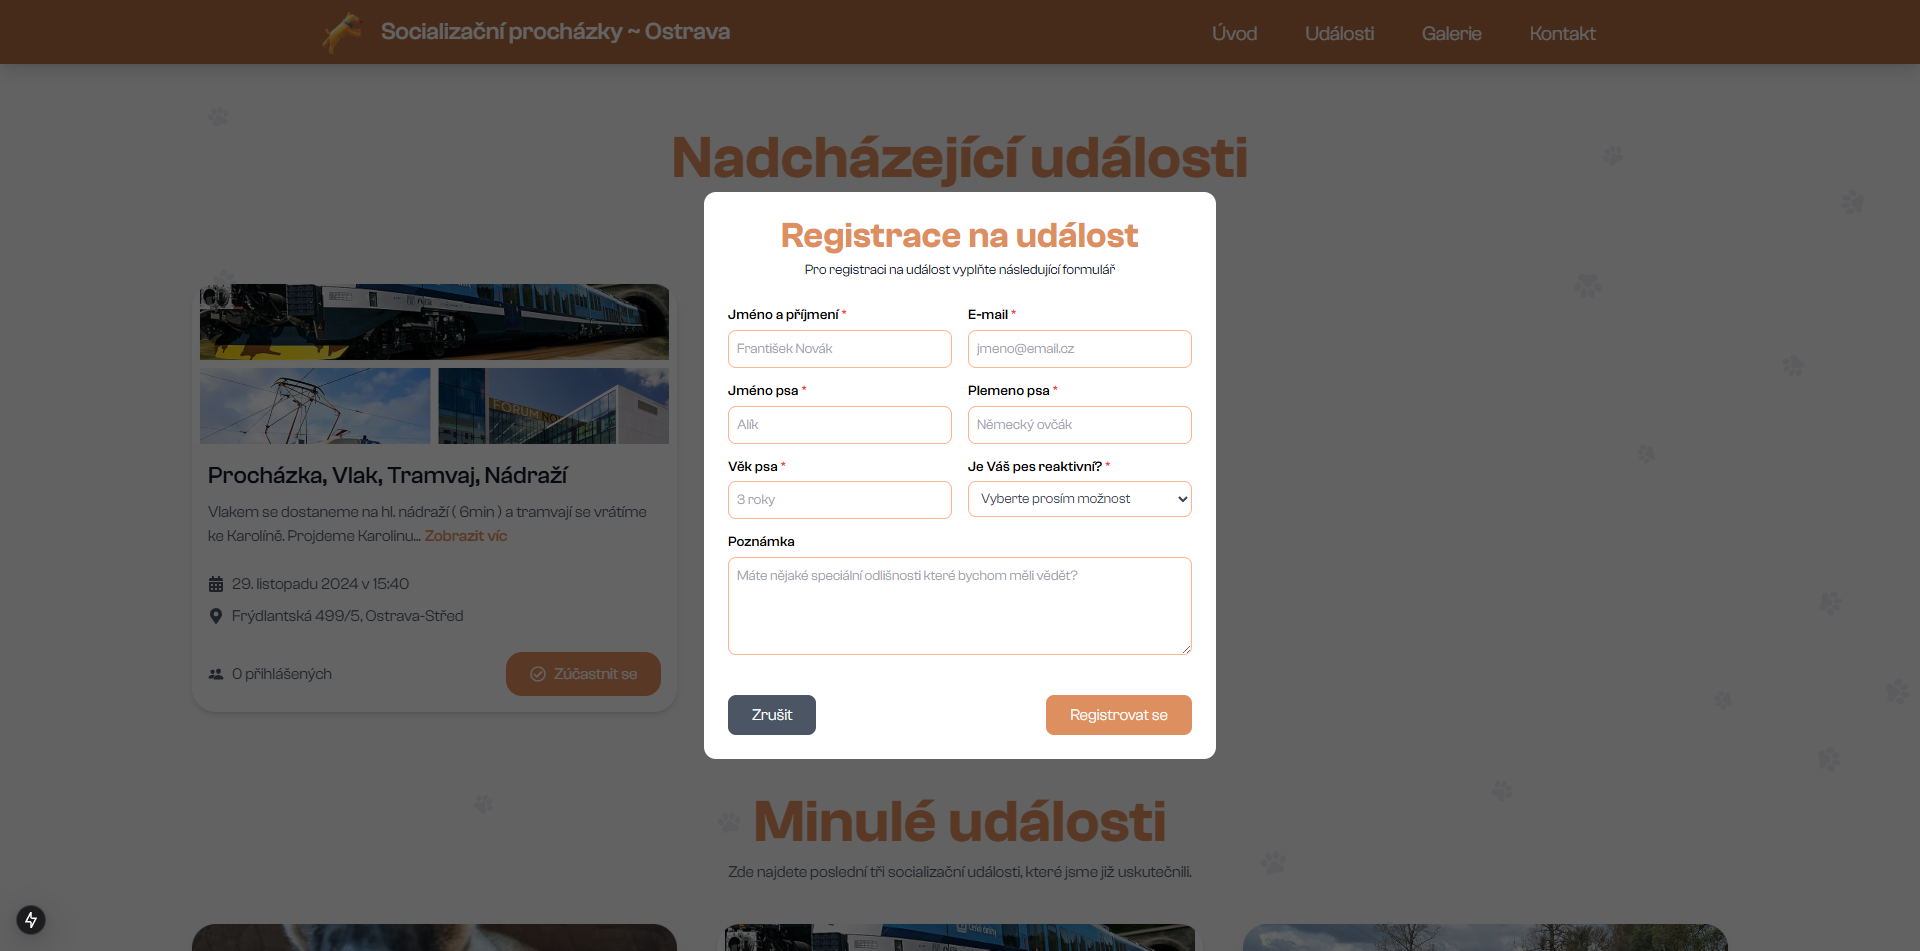 Socializační procházky ~ Ostrava
Úvod
Události
Galerie
Kontakt
Nadcházející události
Registrace na událost
Pro registraci na událost vyplňte následující formulář
Jméno a příjmení *
E-mail *
František Novák
jmeno@email.cz
Jméno psa *
Plemeno psa *
Alík
Německý ovčák
Věk psa *
Je Váš pes reaktivní? *
3 roky
Vyberte prosím možnost
Poznámka
Máte nějaké speciální odlišnosti které bychom měli vědět?
Zrušit
Registrovat se
FORUM NO
Procházka, Vlak, Tramvaj, Nádraží
Vlakem se dostaneme na hl. nádraží ( 6min ) a tramvají se vrátíme
ke Karolíně. Projdeme Karolinu... Zobrazit víc
29. listopadu 2024 v 15:40
Frýdlantská 499/5, Ostrava-Střed
0 přihlášených
Zúčastnit se
Minulé události
Zde najdete poslední tři socializační události, které jsme již uskutečnili.